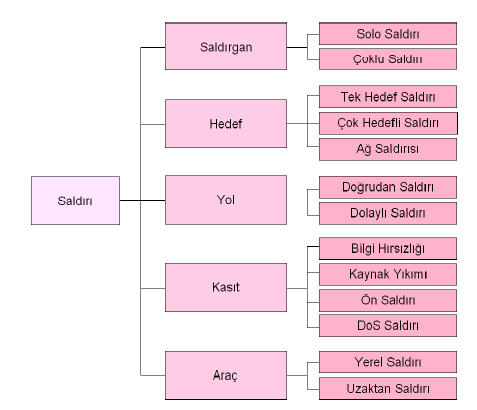 Saldırı
Saldırgan
Solo Saldırı
Çoklu Saldırı
Hedef
Tek Hedef Saldırı
Çok Hedefli Saldırı
Ağ Saldırısı
Yol
Doğrudan Saldırı
Dolaylı Saldırı
Kasıt
Bilgi Hırsızlığı
Kaynak Yıkımı
Ön Saldırı
DoS Saldırı
Araç
Yerel Saldırı
Uzaktan Saldırı